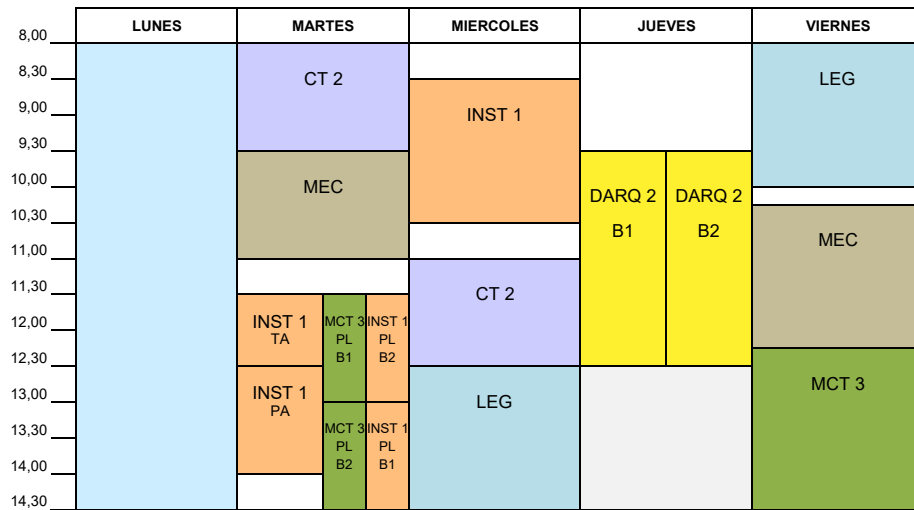 LUNES MARTES MIERCOLES JUEVES VIERNES
8,00
8,30
9,00
9,30
10,00
10,30
11,00
11,30
12,00
12,30
13,00
13,30
14,00
14,30
CT 2
MEC
INST 1
TA
INST 1
PA
MCT 3
PL
B1
MCT 3
PL
B2
INST 1
PL
B2
INST 1
PL
B1
INST 1
CT 2
LEG
DARQ 2
B1
DARQ 2
B2
LEG
MEC
MCT 3